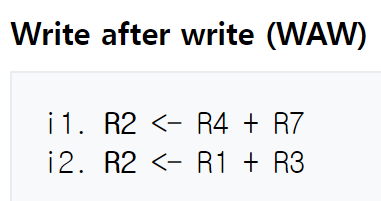 Write after write (WAW)
i1. R2 <- R4 + R7
i2. R2 <- R1 + R3